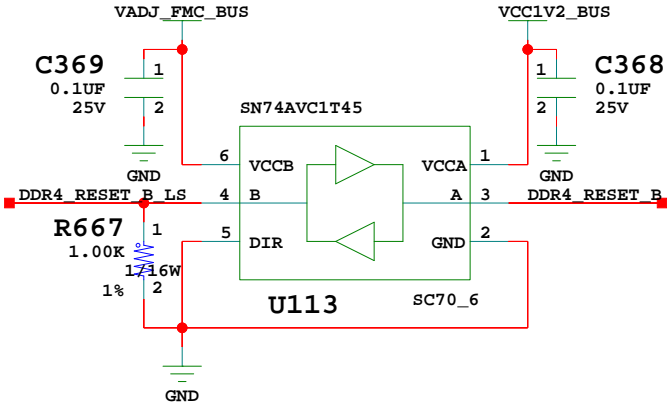 VADJ_FMC_BUS
VCC1V2_BUS
C369
0.1UF
25V
1
2
GND
SN74AVC1T45
1
2
C368
0.1UF
25V
GND
6
VCCB
VCCA
1
DDR4_RESET_B_LS
4
B
A
3
DDR4_RESET_B
R667
1.00K
1/16W
1%
1
2
5
DIR
GND
2
U113
SC70_6
GND